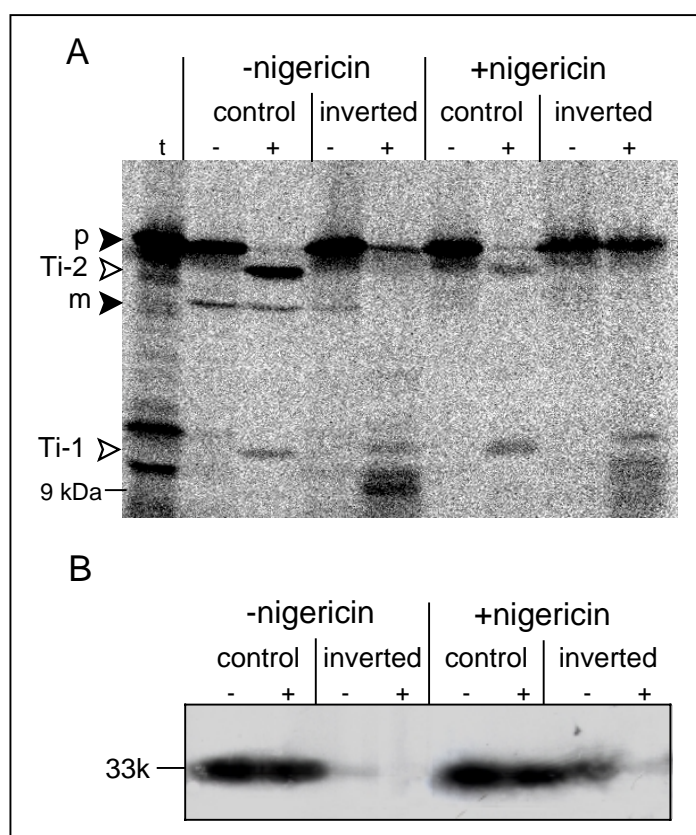 A
-nigericin +nigericin
control inverted control inverted
t - + - + - + - +
p
Ti-2
m
Ti-1
9 kDa
B
-nigericin +nigericin
control inverted control inverted
- + - + - + - +
33k